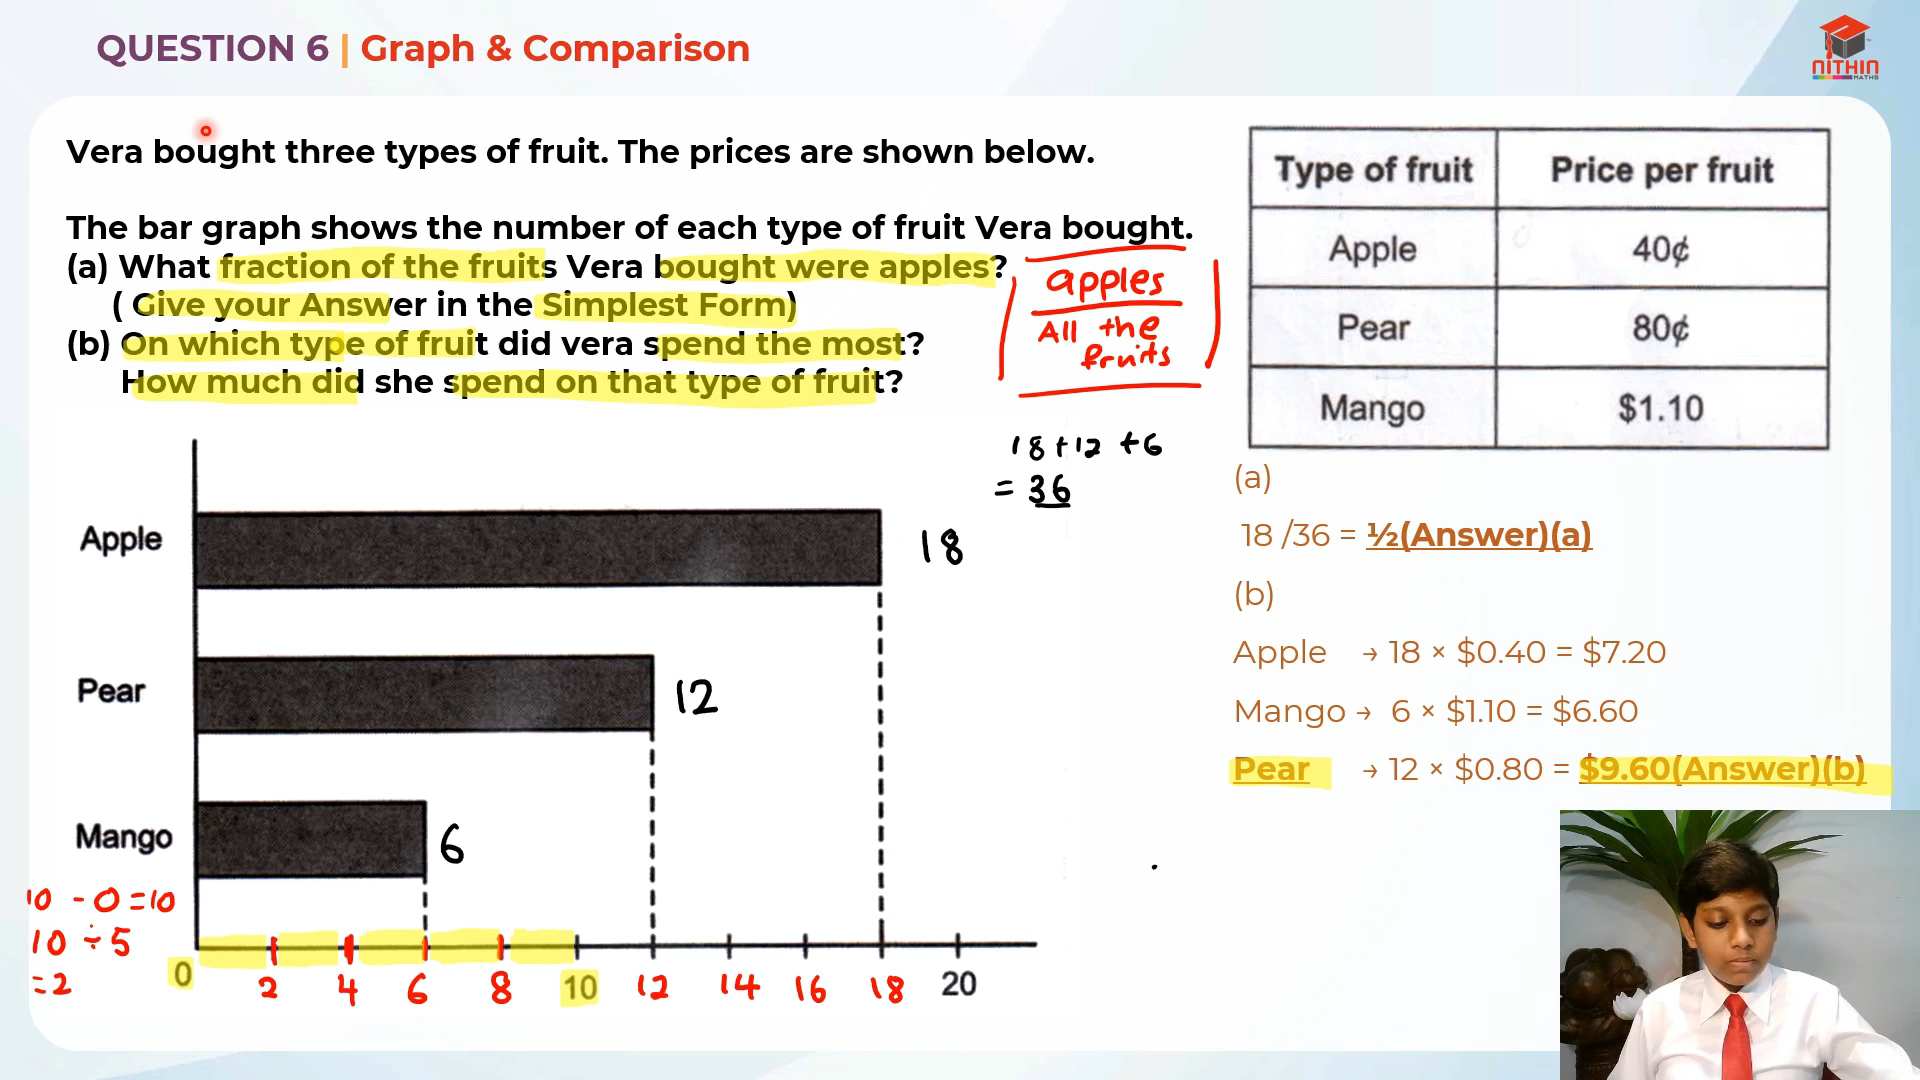 QUESTION 6 | Graph & Comparison
NITHIN
MATHS
Vera bought three types of fruit. The prices are shown below.
The bar graph shows the number of each type of fruit Vera bought.
(a) What fraction of the fruits Vera bought were apples?
( Give your Answer in the Simplest Form)
(b) On which type of fruit did vera spend the most?
How much did she spend on that type of fruit?
apples
All the
fruits
18+12 +6
= 36
Type of fruit Price per fruit
Apple 40¢
Pear 80¢
Mango $1.10
(a)
18 /36 = ½(Answer)(a)
(b)
Apple → 18 × $0.40 = $7.20
Mango → 6 × $1.10 = $6.60
Pear → 12 × $0.80 = $9.60(Answer)(b)
Apple 18
Pear 12
Mango 6
10 - 0 = 10
10 ÷ 5
= 2
0 2 4 6 8 10 12 14 16 18 20